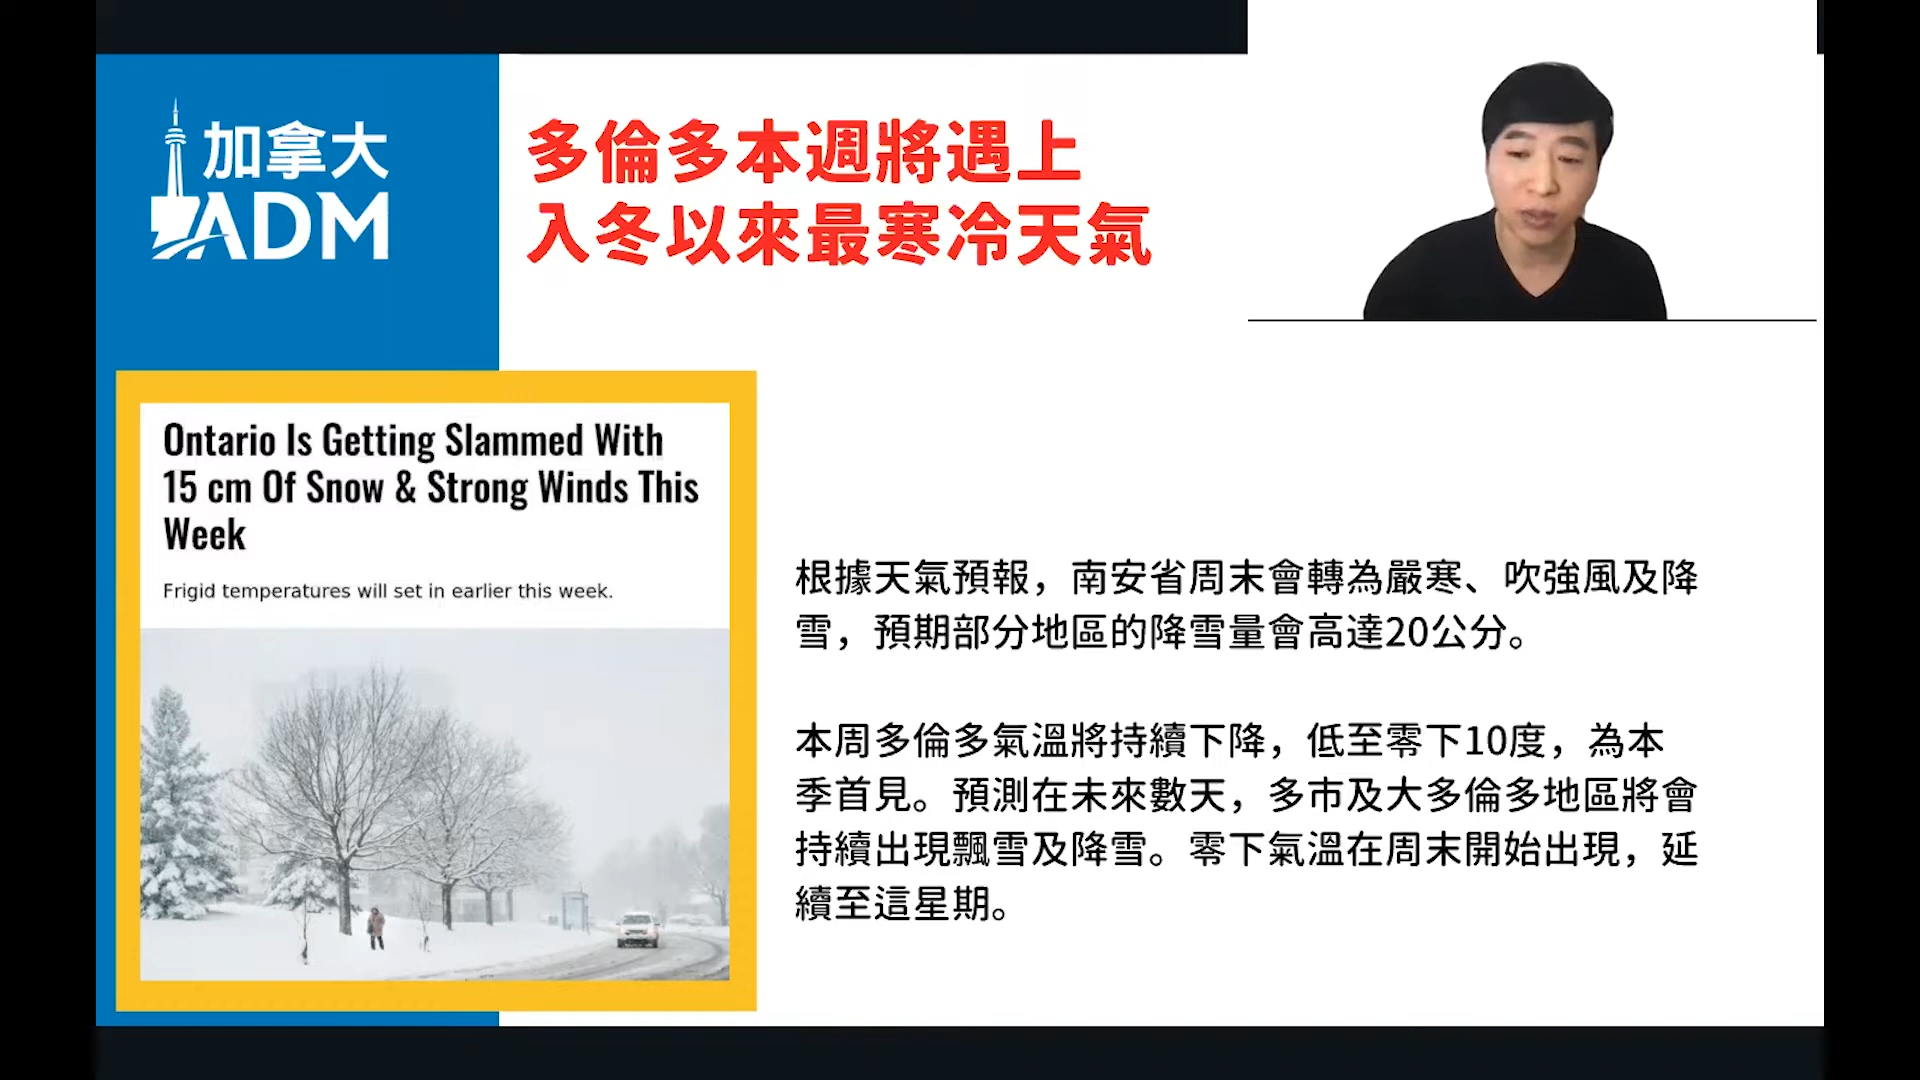 加拿大
ADM
多倫多本週將遇上
入冬以來最寒冷天氣
Ontario Is Getting Slammed With
15 cm Of Snow & Strong Winds This
Week
Frigid temperatures will set in earlier this week.
根據天氣預報，南安省周末會轉為嚴寒、吹強風及降
雪，預期部分地區的降雪量會高達20公分。
本周多倫多氣溫將持續下降，低至零下10度，為本
季首見。預測在未來數天，多市及大多倫多地區將會
持續出現飄雪及降雪。零下氣溫在周末開始出現，延
續至這星期。